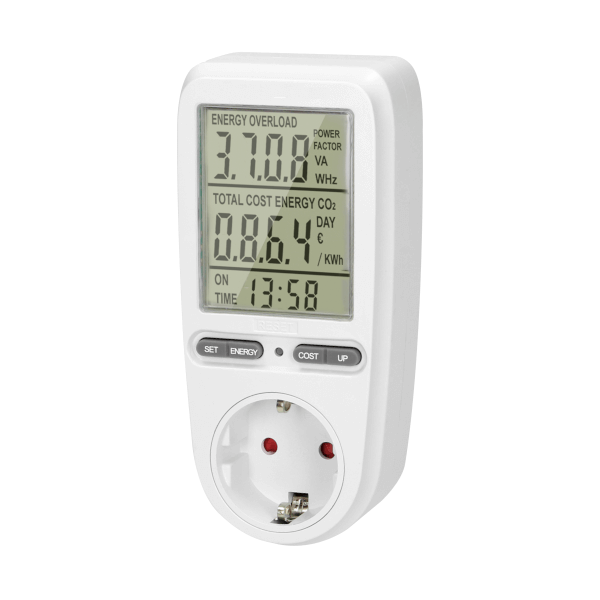 ENERGY OVERLOAD
3.7.0.8
POWER
FACTOR
VA
WHz
TOTAL COST ENERGY CO₂
0.8.6.4
DAY
€
/ KWh
ON
TIME 13:58
SET ENERGY COST UP